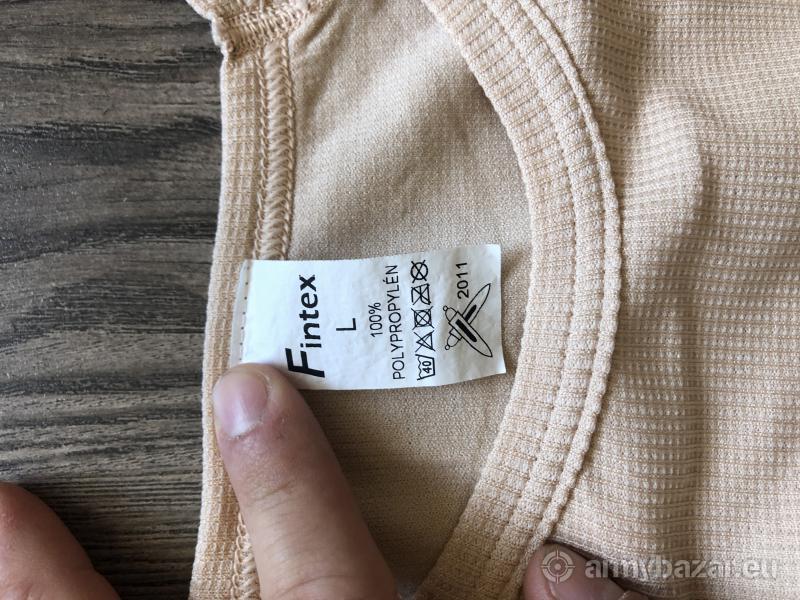 Fintex
L
100%
POLYPROPYLÉN
40
2011
armybazar.eu